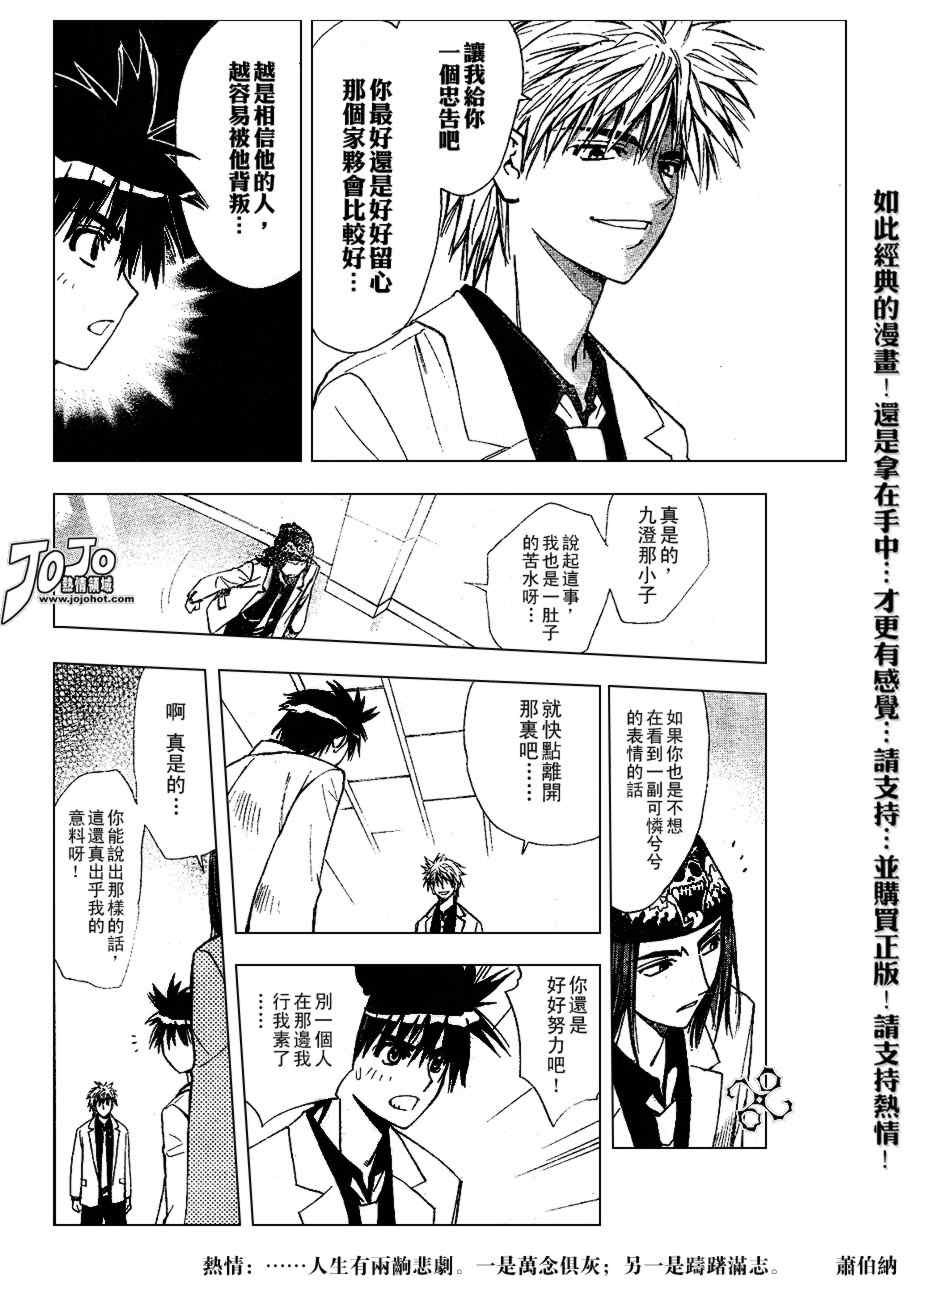 讓我給你
一個忠告吧
你最好還是好好留心
那個家夥會比較好…
越是相信他的人，
越容易被他背叛…
真是的，
九澄那小子
說起這事，
我也是一肚子
的苦水呀…
如果你也是不想
在看到一副可憐兮兮
的表情的話
就快點離開
那裏吧……
啊 真是的…
你能說出那樣的話，
這還真出乎我的
意料呀！
你還是
好好努力吧！
別一個人
在那邊我
行我素了
……
JOJO
熱情領域
www.jojohot.com
如此經典的漫畫！還是拿在手中…才更有感覺…請支持…並購買正版！請支持熱情！
熱情：……人生有兩齣悲劇。一是萬念俱灰；另一是躊躇滿志。 蕭伯納